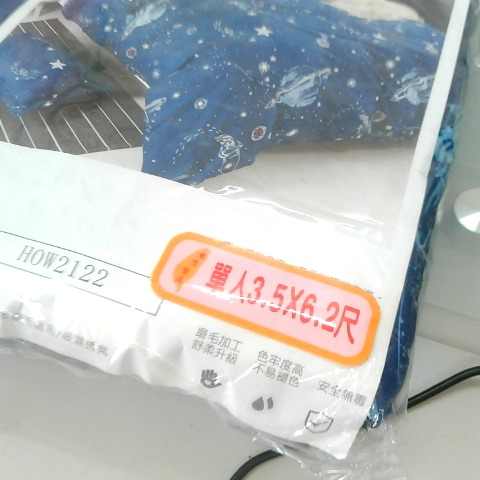 HOW2122
單人3.5X6.2尺
磨毛加工
舒柔升級
色牢度高
不易褪色
安全無毒